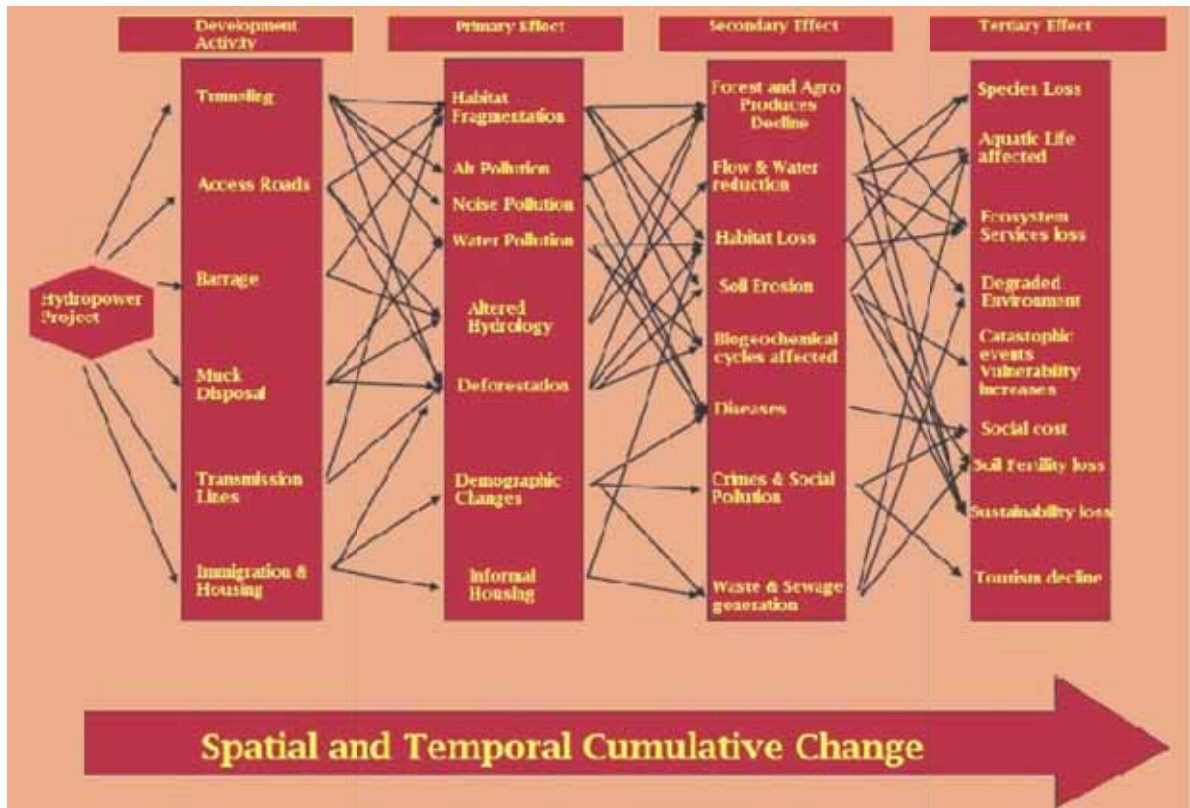 Development
Activity
Primary Effect
Secondary Effect
Tertiary Effect
Hydropower
Project
Tunneling
Access Roads
Barrage
Muck
Disposal
Transmission
Lines
Immigration &
Housing
Habitat
Fragmentation
Air Pollution
Noise Pollution
Water Pollution
Altered
Hydrology
Deforestation
Demographic
Changes
Informal
Housing
Forest and Agro
Produces
Decline
Flow & Water
reduction
Habitat Loss
Soil Erosion
Biogeochemical
cycles affected
Diseases
Crimes & Social
Pollution
Waste & Sewage
generation
Species Loss
Aquatic Life
affected
Ecosystem
Services loss
Degraded
Environment
Catastophic
events
Vulnerability
increases
Social cost
Soil Fertility loss
Sustainability loss
Tourism decline
Spatial and Temporal Cumulative Change